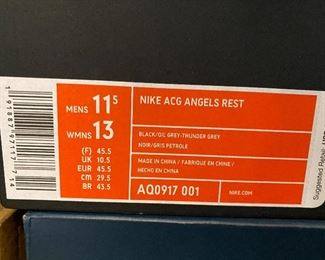 MENS 11.5
WMNS 13
(F) 45.5
UK 10.5
EUR 45.5
cm 29.5
BR 43.5
NIKE ACG ANGELS REST
BLACK/OIL GREY-THUNDER GREY
NOIR/GRIS PETROLE
MADE IN CHINA / FABRIQUE EN CHINE /
HECHO EN CHINA
AQ0917 001
NIKE.COM
Suggested Retail: